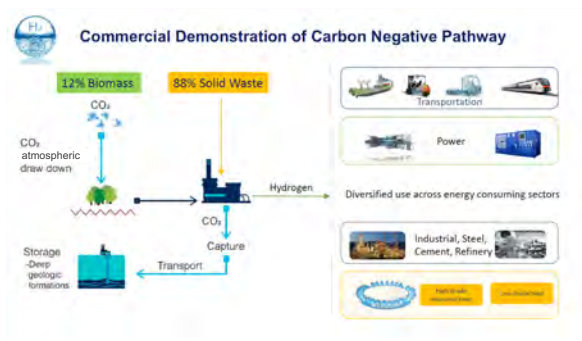 H₂
Commercial Demonstration of Carbon Negative Pathway
12% Biomass
88% Solid Waste
CO₂
CO₂
atmospheric
draw down
Hydrogen
CO₂
Capture
Transport
Storage
-Deep
geologic
formations
Transportation
Power
Diversified use across energy consuming sectors
Industrial, Steel,
Cement, Refinery